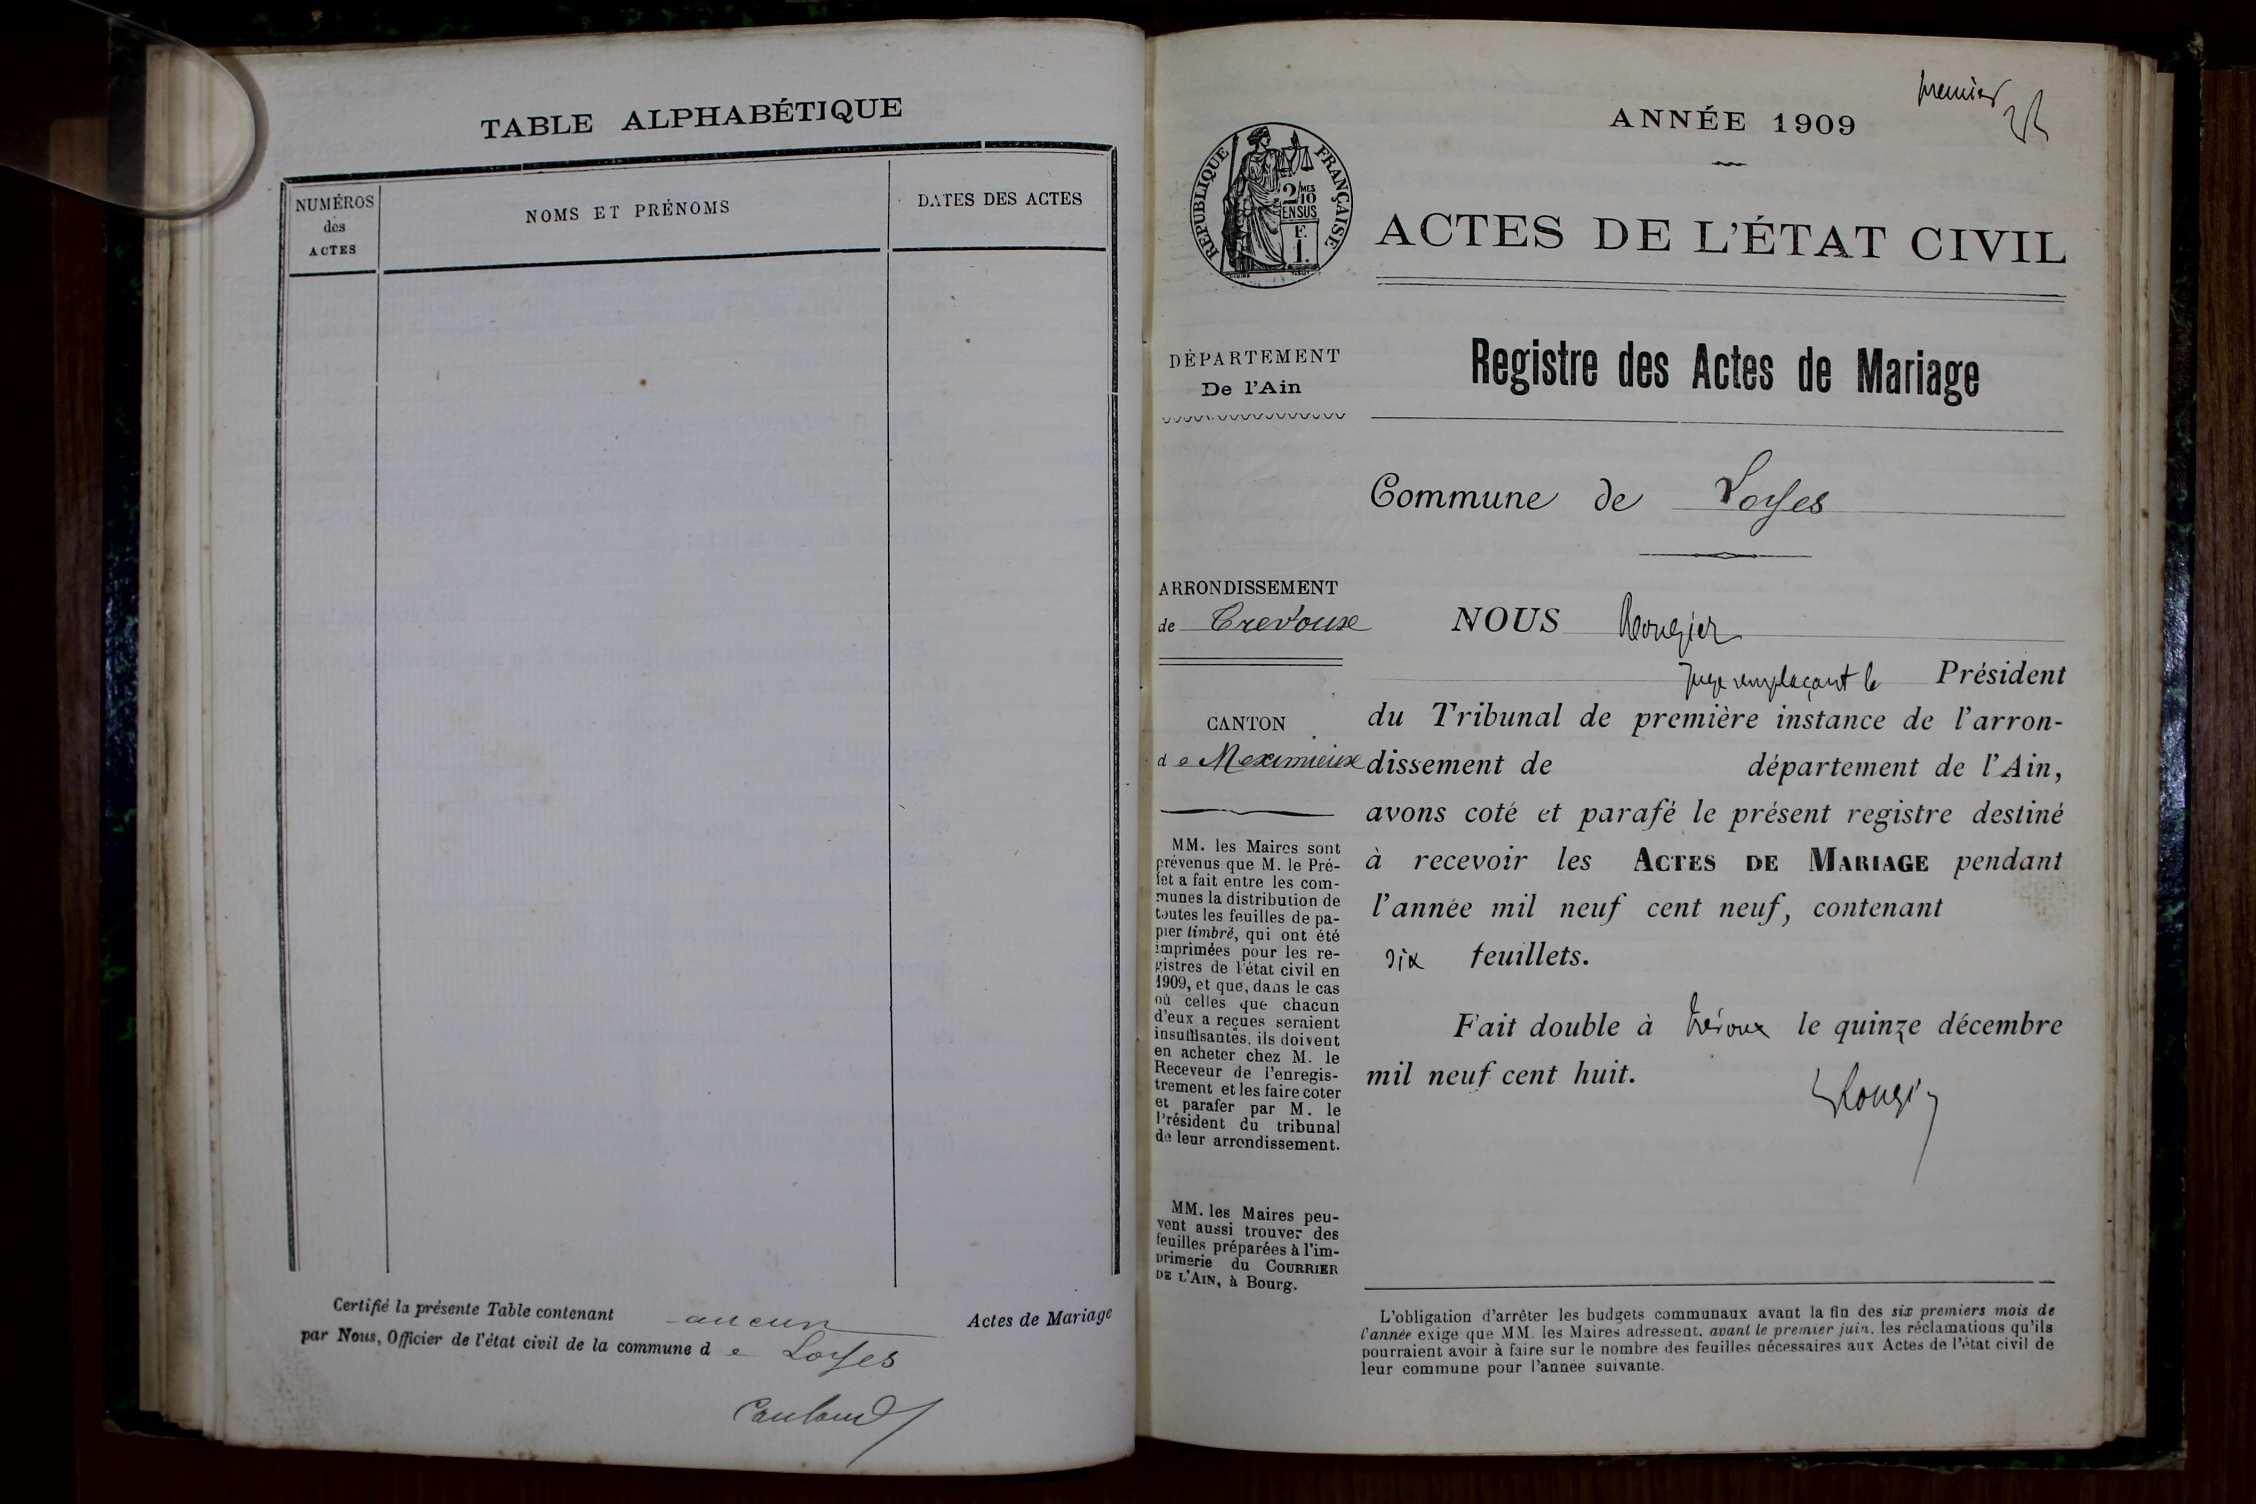 TABLE ALPHABÉTIQUE
NUMÉROS
des
ACTES
NOMS ET PRÉNOMS
DATES DES ACTES
Certifié la présente Table contenant aucun Actes de Mariage
par Nous, Officier de l'état civil de la commune d e Loyes
premier
ANNÉE 1909
RÉPUBLIQUE FRANÇAISE
2/10MES
EN SUS
F.
1.
ACTES DE L'ÉTAT CIVIL
DÉPARTEMENT
De l'Ain
Registre des Actes de Mariage
Commune de Loyes
ARRONDISSEMENT
de Trevoux
CANTON
d e Meximieux
MM. les Maires sont
prévenus que M. le Pré-
fet a fait entre les com-
munes la distribution de
toutes les feuilles de pa-
pier timbré, qui ont été
imprimées pour les re-
gistres de l'état civil en
1909, et que, dans le cas
où celles que chacun
d'eux a reçues seraient
insuffisantes, ils doivent
en acheter chez M. le
Receveur de l'enregis-
trement et les faire coter
et parafer par M. le
Président du tribunal
de leur arrondissement.
MM. les Maires peu-
vent aussi trouver des
feuilles préparées à l'im-
primerie du COURRIER
DE L'AIN, à Bourg.
NOUS Rougier
Juge remplaçant le Président
du Tribunal de première instance de l'arron-
dissement de département de l'Ain,
avons coté et parafé le présent registre destiné
à recevoir les ACTES DE MARIAGE pendant
l'année mil neuf cent neuf, contenant
dix feuillets.
Fait double à Trévoux le quinze décembre
mil neuf cent huit.
Rougier
L'obligation d'arrêter les budgets communaux avant la fin des six premiers mois de
l'année exige que MM. les Maires adressent, avant le premier juin, les réclamations qu'ils
pourraient avoir à faire sur le nombre des feuilles nécessaires aux Actes de l'état civil de
leur commune pour l'année suivante.